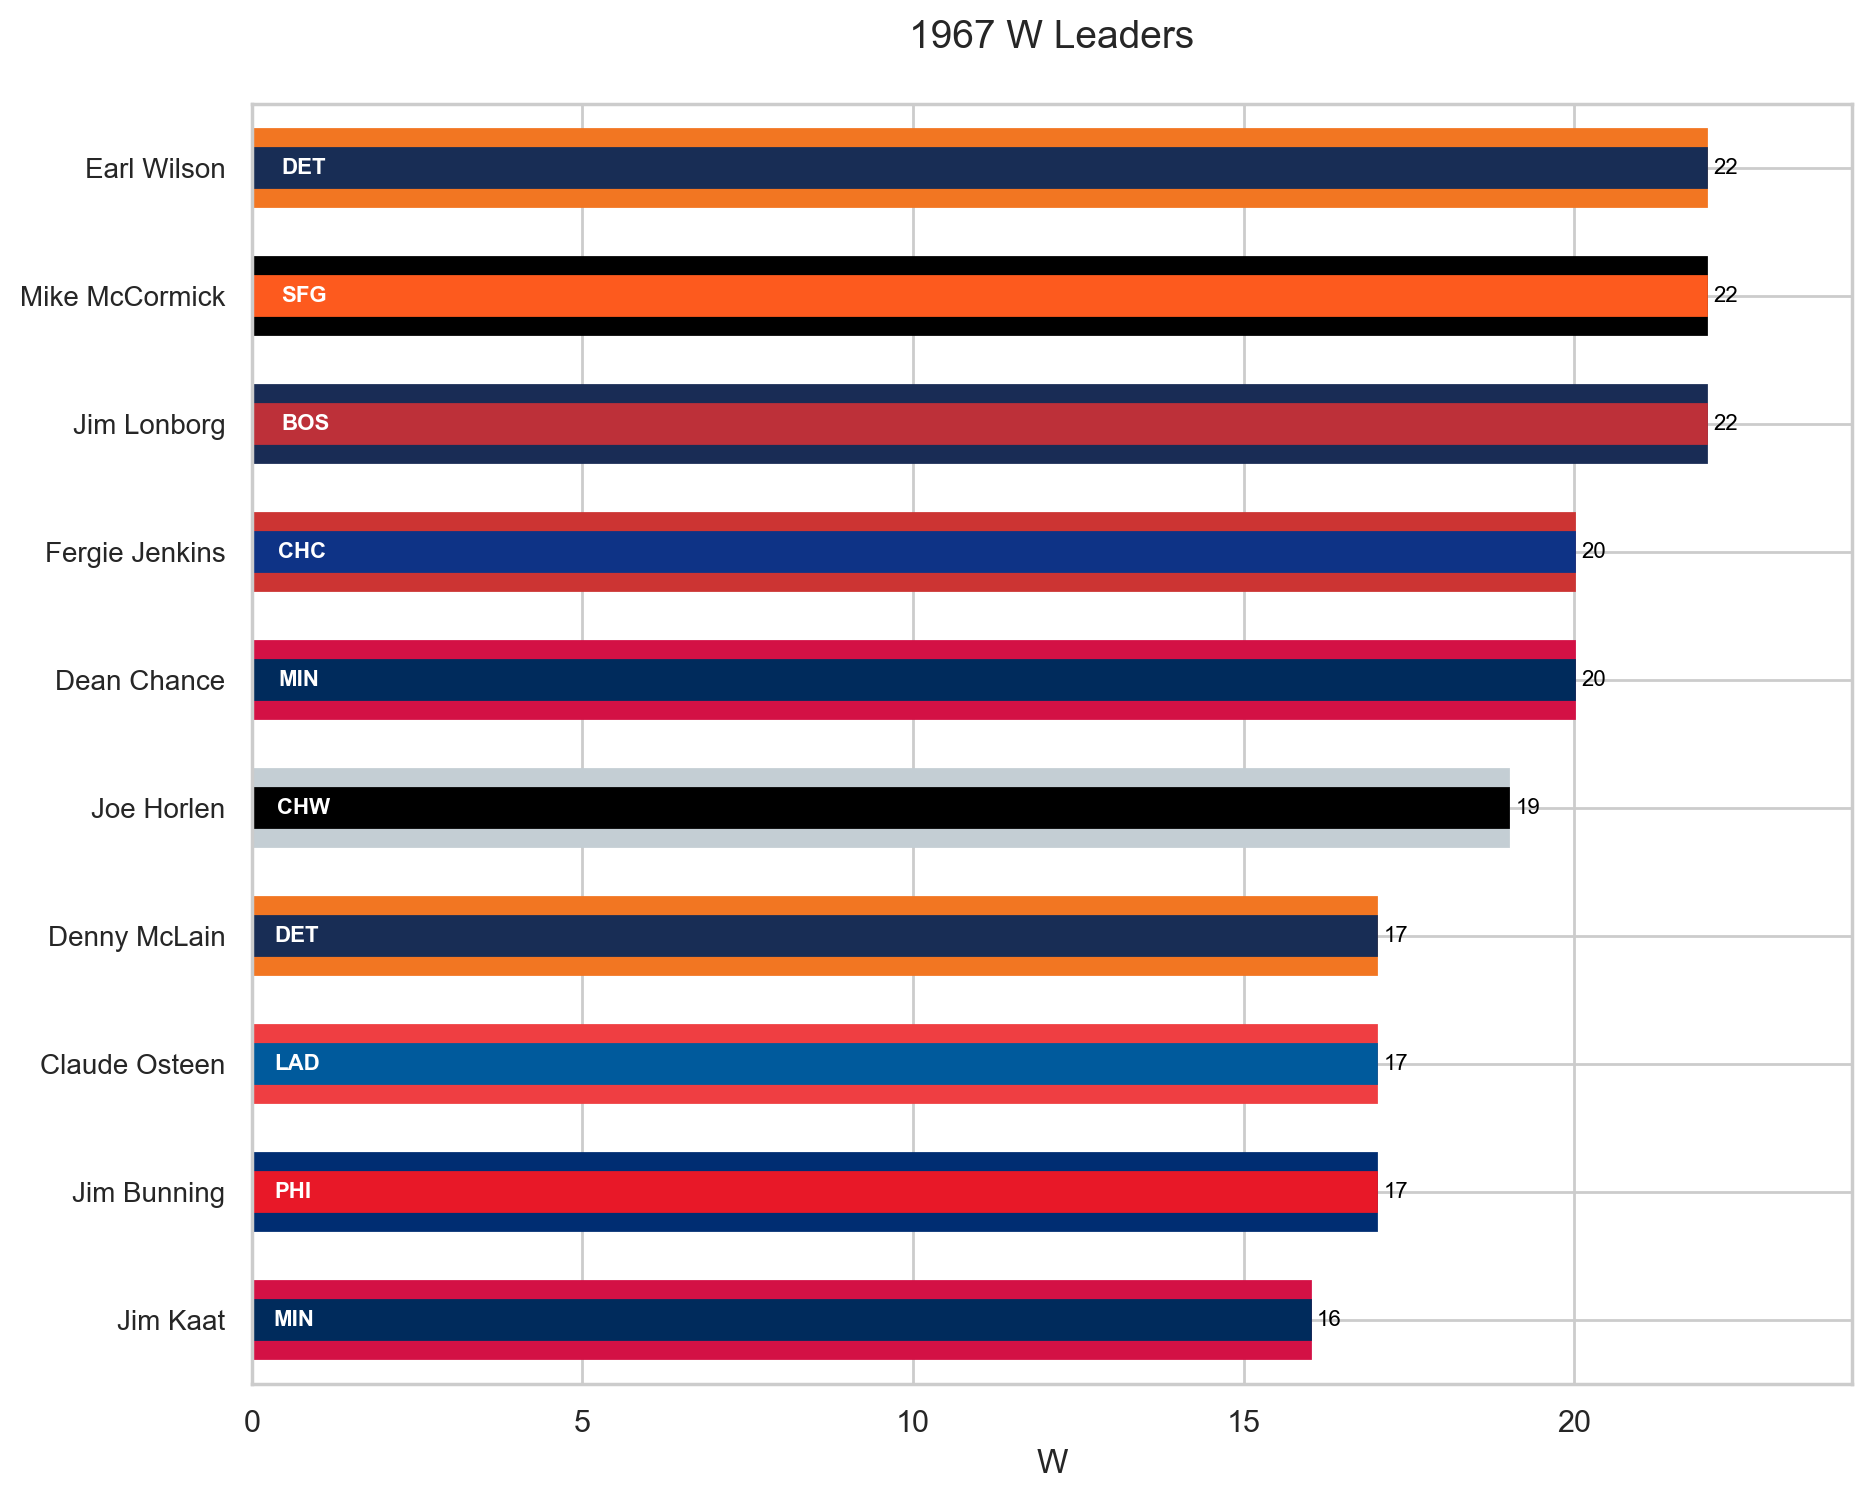 1967 W Leaders
Earl Wilson DET 22
Mike McCormick SFG 22
Jim Lonborg BOS 22
Fergie Jenkins CHC 20
Dean Chance MIN 20
Joe Horlen CHW 19
Denny McLain DET 17
Claude Osteen LAD 17
Jim Bunning PHI 17
Jim Kaat MIN 16
0 5 10 15 20
W